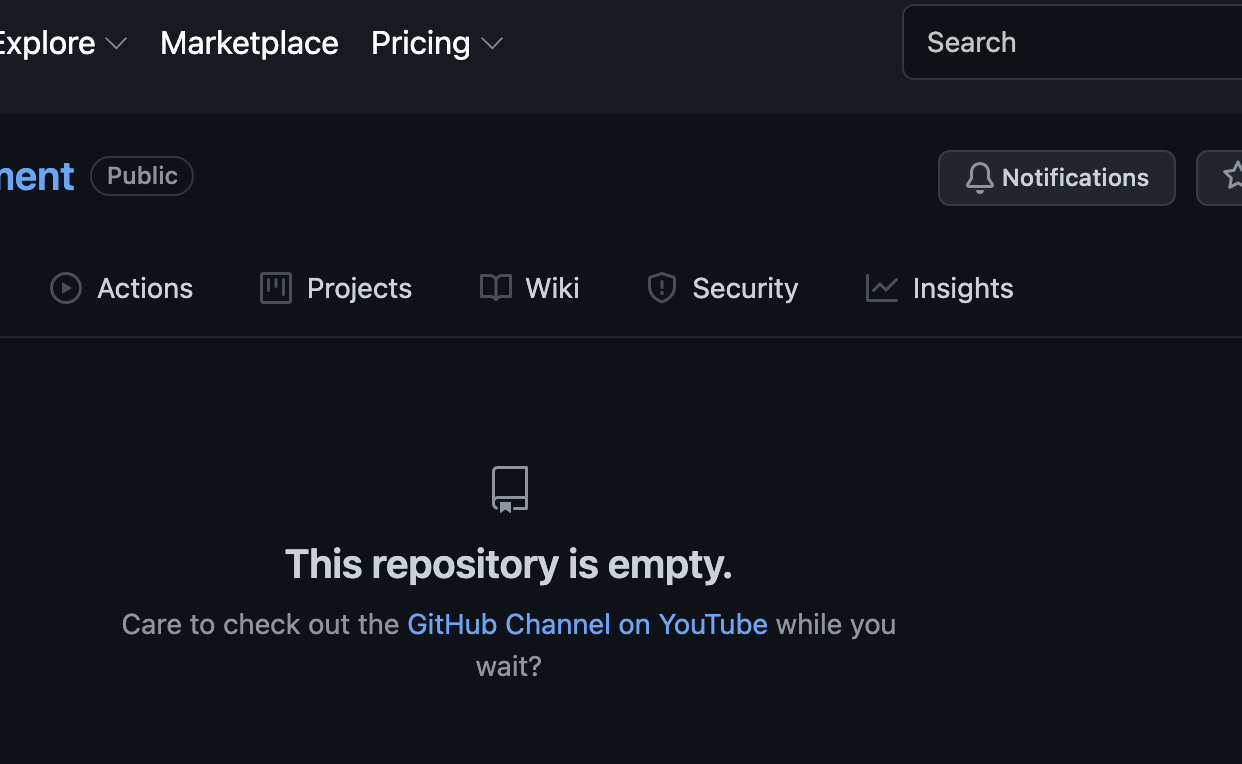 Explore Marketplace Pricing Search
ment Public Notifications
Actions Projects Wiki Security Insights
This repository is empty.
Care to check out the GitHub Channel on YouTube while you
wait?